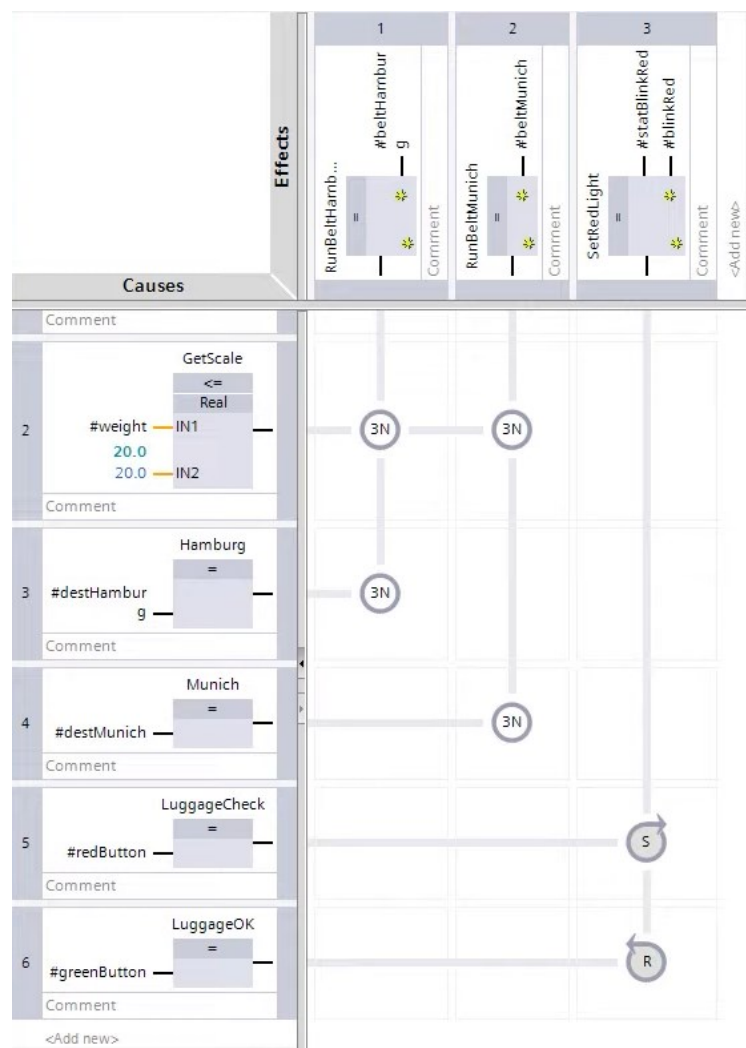 1
2
3
Effects
#beltHambur
g
RunBeltHamb...
=
Comment
#beltMunich
RunBeltMunich
=
Comment
#statBlinkRed
#blinkRed
SetRedLight
=
Comment
<Add new>
Causes
Comment
GetScale
<=
Real
2
#weight
IN1
20.0
20.0
IN2
3N
3N
Comment
Hamburg
=
3
#destHambur
g
3N
Comment
Munich
=
4
#destMunich
3N
Comment
LuggageCheck
=
5
#redButton
S
Comment
LuggageOK
=
6
#greenButton
R
Comment
<Add new>